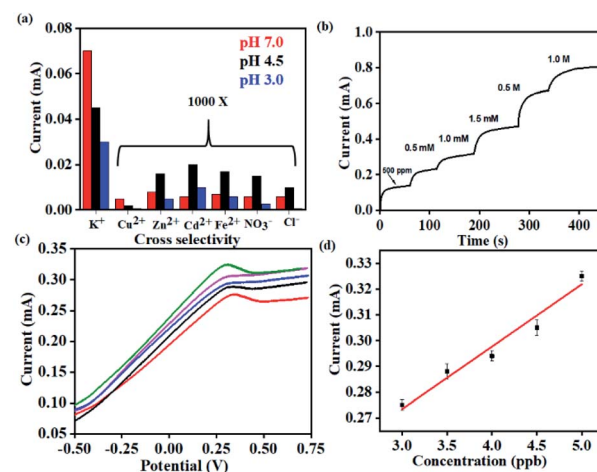 (a)
pH 7.0
pH 4.5
pH 3.0
1000 X
Current (mA)
0.08
0.06
0.04
0.02
0.00
K⁺ Cu²⁺ Zn²⁺ Cd²⁺ Fe²⁺ NO₃⁻ Cl⁻
Cross selectivity
(b)
Current (mA)
1.0
0.8
0.6
0.4
0.2
0.0
500 ppm
0.5 mM
1.0 mM
1.5 mM
0.5 M
1.0 M
0 100 200 300 400
Time (s)
(c)
Current (mA)
0.35
0.30
0.25
0.20
0.15
0.10
0.05
-0.50 -0.25 0.00 0.25 0.50 0.75
Potential (V)
(d)
Current (mA)
0.33
0.32
0.31
0.30
0.29
0.28
0.27
3.0 3.5 4.0 4.5 5.0
Concentration (ppb)